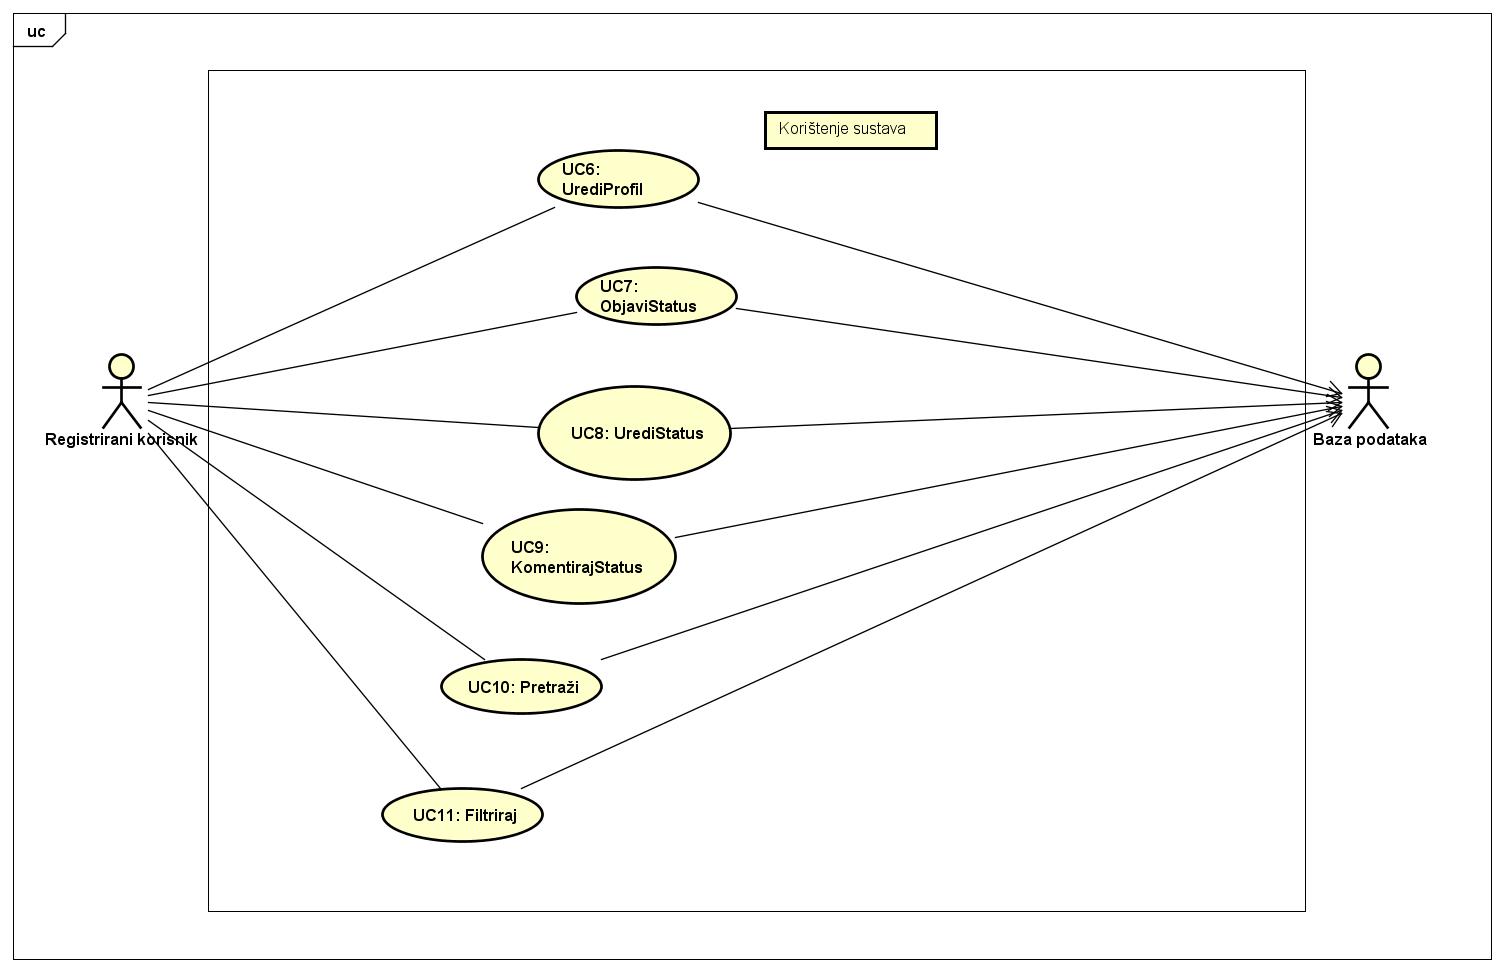 uc
Korištenje sustava
UC6:
UrediProfil
UC7:
ObjaviStatus
Registrirani korisnik
Baza podataka
UC8: UrediStatus
UC9:
KomentirajStatus
UC10: Pretraži
UC11: Filtriraj